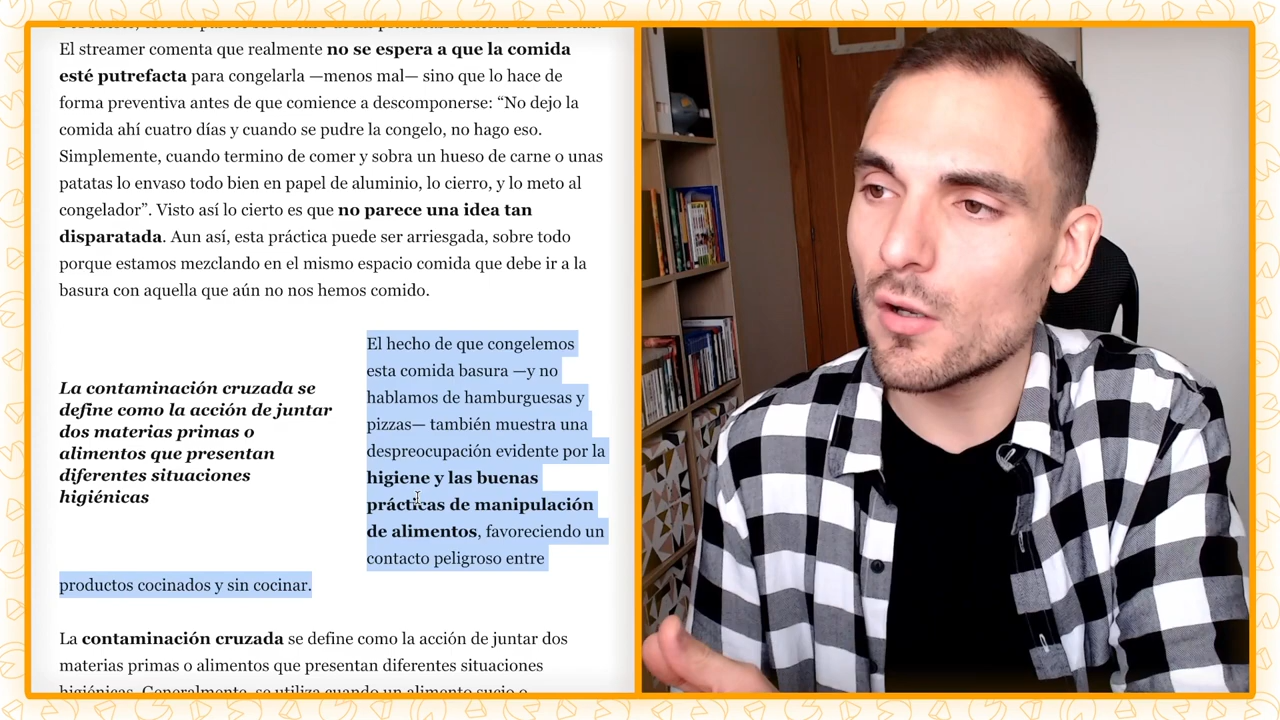 El streamer comenta que realmente no se espera a que la comida
esté putrefacta para congelarla —menos mal— sino que lo hace de
forma preventiva antes de que comience a descomponerse: “No dejo la
comida ahí cuatro días y cuando se pudre la congelo, no hago eso.
Simplemente, cuando termino de comer y sobra un hueso de carne o unas
patatas lo envaso todo bien en papel de aluminio, lo cierro, y lo meto al
congelador”. Visto así lo cierto es que no parece una idea tan
disparatada. Aun así, esta práctica puede ser arriesgada, sobre todo
porque estamos mezclando en el mismo espacio comida que debe ir a la
basura con aquella que aún no nos hemos comido.
La contaminación cruzada se
define como la acción de juntar
dos materias primas o
alimentos que presentan
diferentes situaciones
higiénicas
El hecho de que congelemos
esta comida basura —y no
hablamos de hamburguesas y
pizzas— también muestra una
despreocupación evidente por la
higiene y las buenas
prácticas de manipulación
de alimentos, favoreciendo un
contacto peligroso entre
productos cocinados y sin cocinar.
La contaminación cruzada se define como la acción de juntar dos
materias primas o alimentos que presentan diferentes situaciones
higiénicas. Generalmente, se utiliza cuando un alimento sucio o